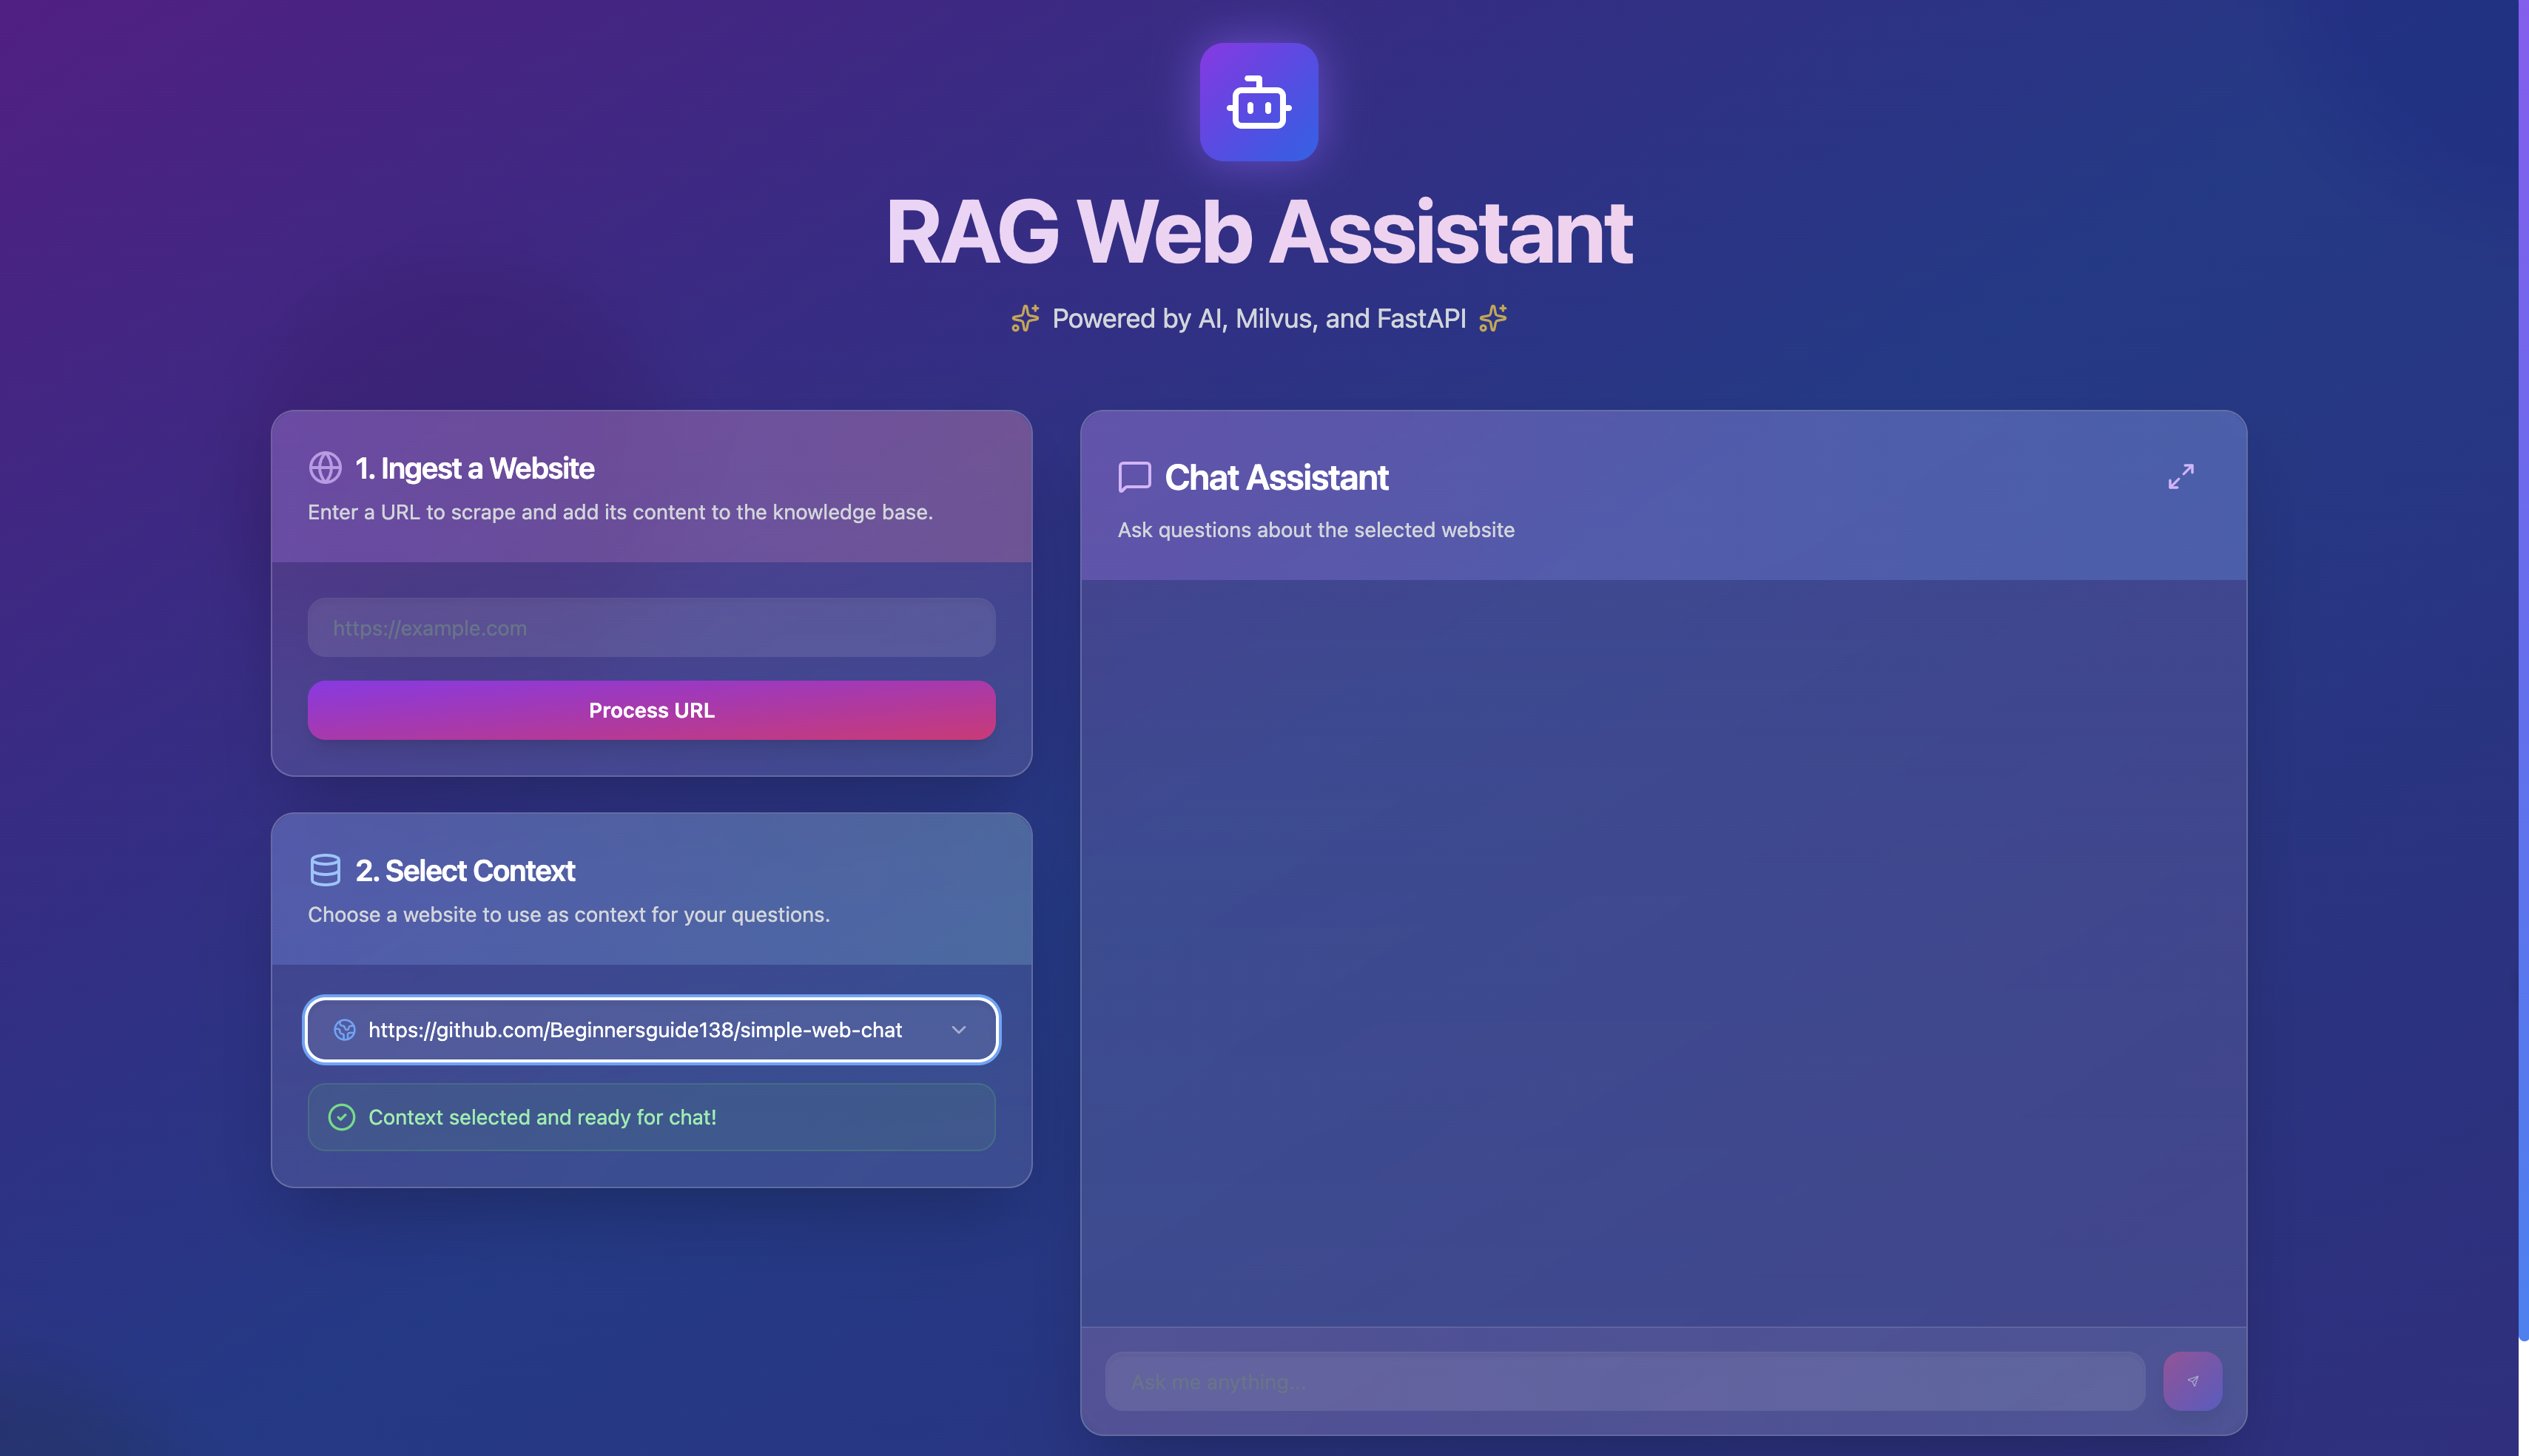 RAG Web Assistant
Powered by AI, Milvus, and FastAPI
1. Ingest a Website
Enter a URL to scrape and add its content to the knowledge base.
https://example.com
Process URL
2. Select Context
Choose a website to use as context for your questions.
https://github.com/Beginnersguide138/simple-web-chat
Context selected and ready for chat!
Chat Assistant
Ask questions about the selected website
Ask me anything...